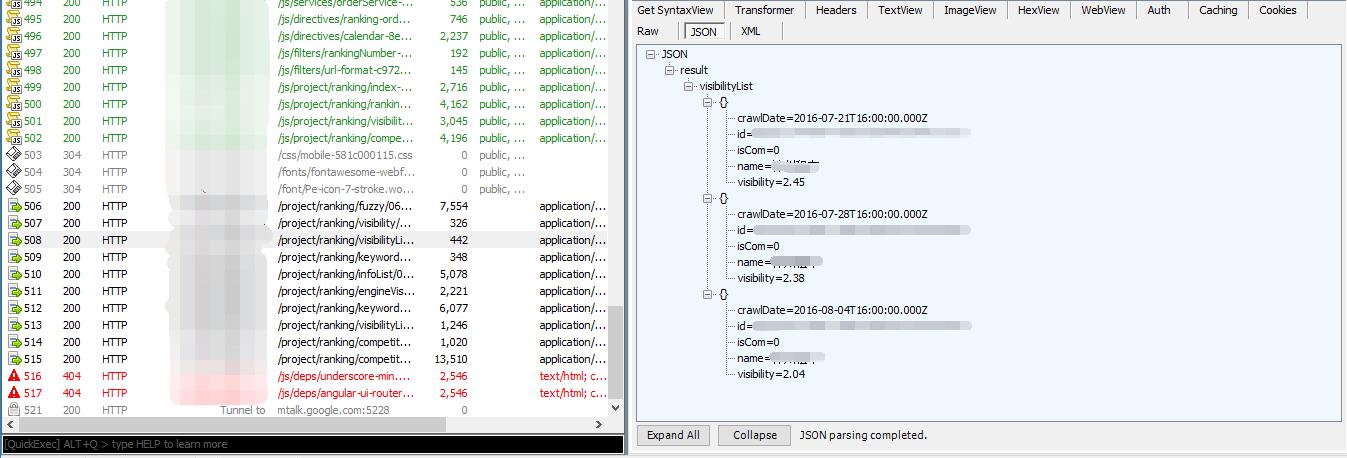 494 200 HTTP /js/services/orderService-... 536 public, ...
495 200 HTTP /js/directives/ranking-ord... 746 public, ... application/...
496 200 HTTP /js/directives/calendar-8e... 2,237 public, ... application/...
497 200 HTTP /js/filters/rankingNumber-... 192 public, ... application/...
498 200 HTTP /js/filters/url-format-c972... 145 public, ... application/...
499 200 HTTP /js/project/ranking/index-... 2,716 public, ... application/...
500 200 HTTP /js/project/ranking/rankin... 4,162 public, ... application/...
501 200 HTTP /js/project/ranking/visibilit... 3,045 public, ... application/...
502 200 HTTP /js/project/ranking/compe... 4,196 public, ... application/...
503 304 HTTP /css/mobile-581c000115.css 0 public, ...
504 304 HTTP /fonts/fontawesome-webf... 0 public, ...
505 304 HTTP /font/Pe-icon-7-stroke.wo... 0 public, ...
506 200 HTTP /project/ranking/fuzzy/06... 7,554 application/...
507 200 HTTP /project/ranking/visibility/... 326 application/...
508 200 HTTP /project/ranking/visibilityLi... 442 application/...
509 200 HTTP /project/ranking/keyword... 348 application/...
510 200 HTTP /project/ranking/infoList/0... 5,078 application/...
511 200 HTTP /project/ranking/engineVis... 2,221 application/...
512 200 HTTP /project/ranking/keyword... 6,077 application/...
513 200 HTTP /project/ranking/visibilityLi... 1,246 application/...
514 200 HTTP /project/ranking/competit... 1,020 application/...
515 200 HTTP /project/ranking/competit... 13,510 application/...
516 404 HTTP /js/deps/underscore-min.... 2,546 text/html; c...
517 404 HTTP /js/deps/angular-ui-router... 2,546 text/html; c...
521 200 HTTP Tunnel to mtalk.google.com:5228 0
[QuickExec] ALT+Q > type HELP to learn more
Get SyntaxView Transformer Headers TextView ImageView HexView WebView Auth Caching Cookies
Raw JSON XML
JSON
result
visibilityList
{}
crawlDate=2016-07-21T16:00:00.000Z
id=
isCom=0
name=
visibility=2.45
{}
crawlDate=2016-07-28T16:00:00.000Z
id=
isCom=0
name=
visibility=2.38
{}
crawlDate=2016-08-04T16:00:00.000Z
id=
isCom=0
name=
visibility=2.04
Expand All Collapse JSON parsing completed.